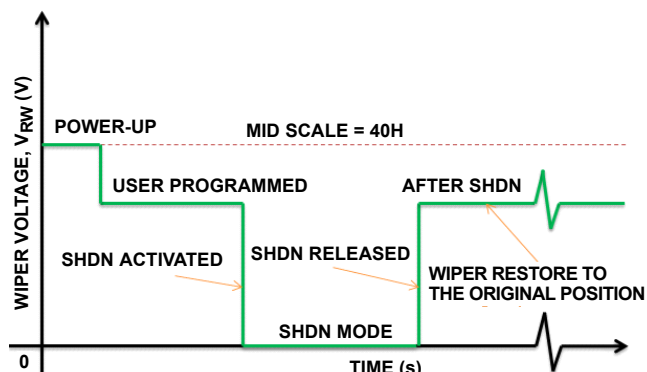 WIPER VOLTAGE, VRW (V)
POWER-UP
MID SCALE = 40H
USER PROGRAMMED
AFTER SHDN
SHDN ACTIVATED
SHDN RELEASED
WIPER RESTORE TO
THE ORIGINAL POSITION
SHDN MODE
0
TIME (s)